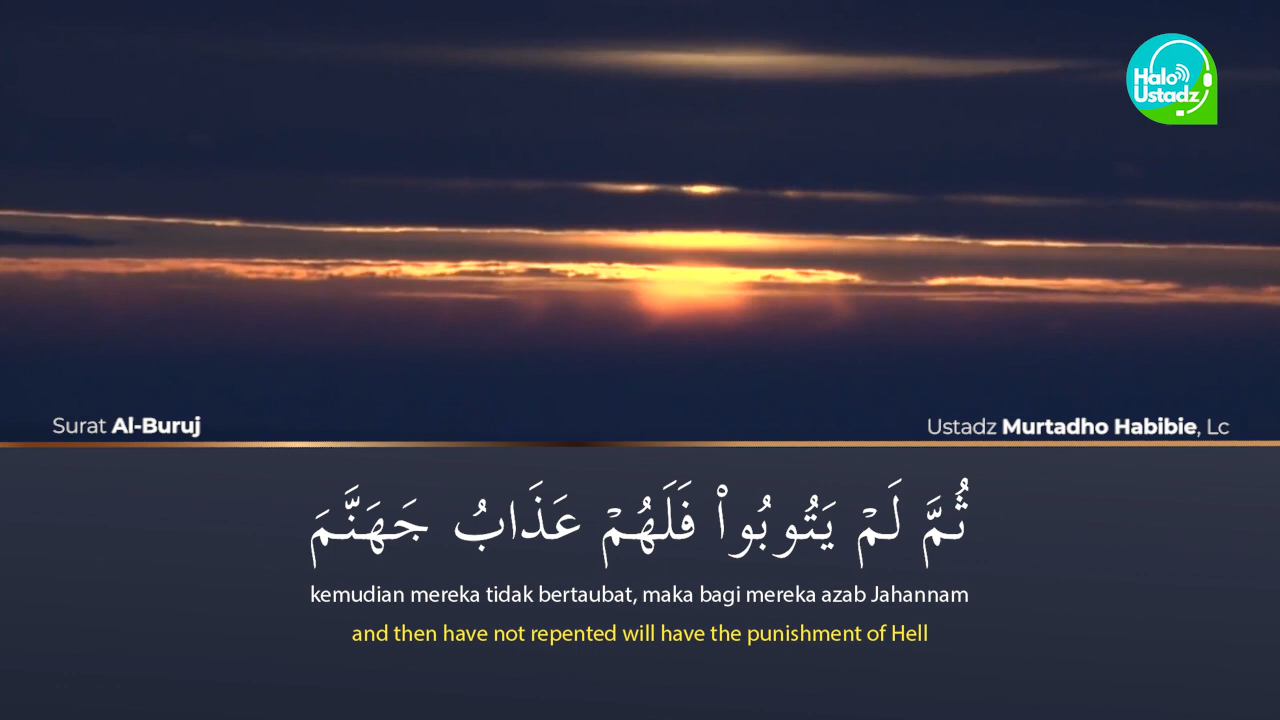 Halo
Ustadz
Surat Al-Buruj
Ustadz Murtadho Habibie, Lc
ثُمَّ لَمْ يَتُوبُواْ فَلَهُمْ عَذَابُ جَهَنَّمَ
kemudian mereka tidak bertaubat, maka bagi mereka azab Jahannam
and then have not repented will have the punishment of Hell